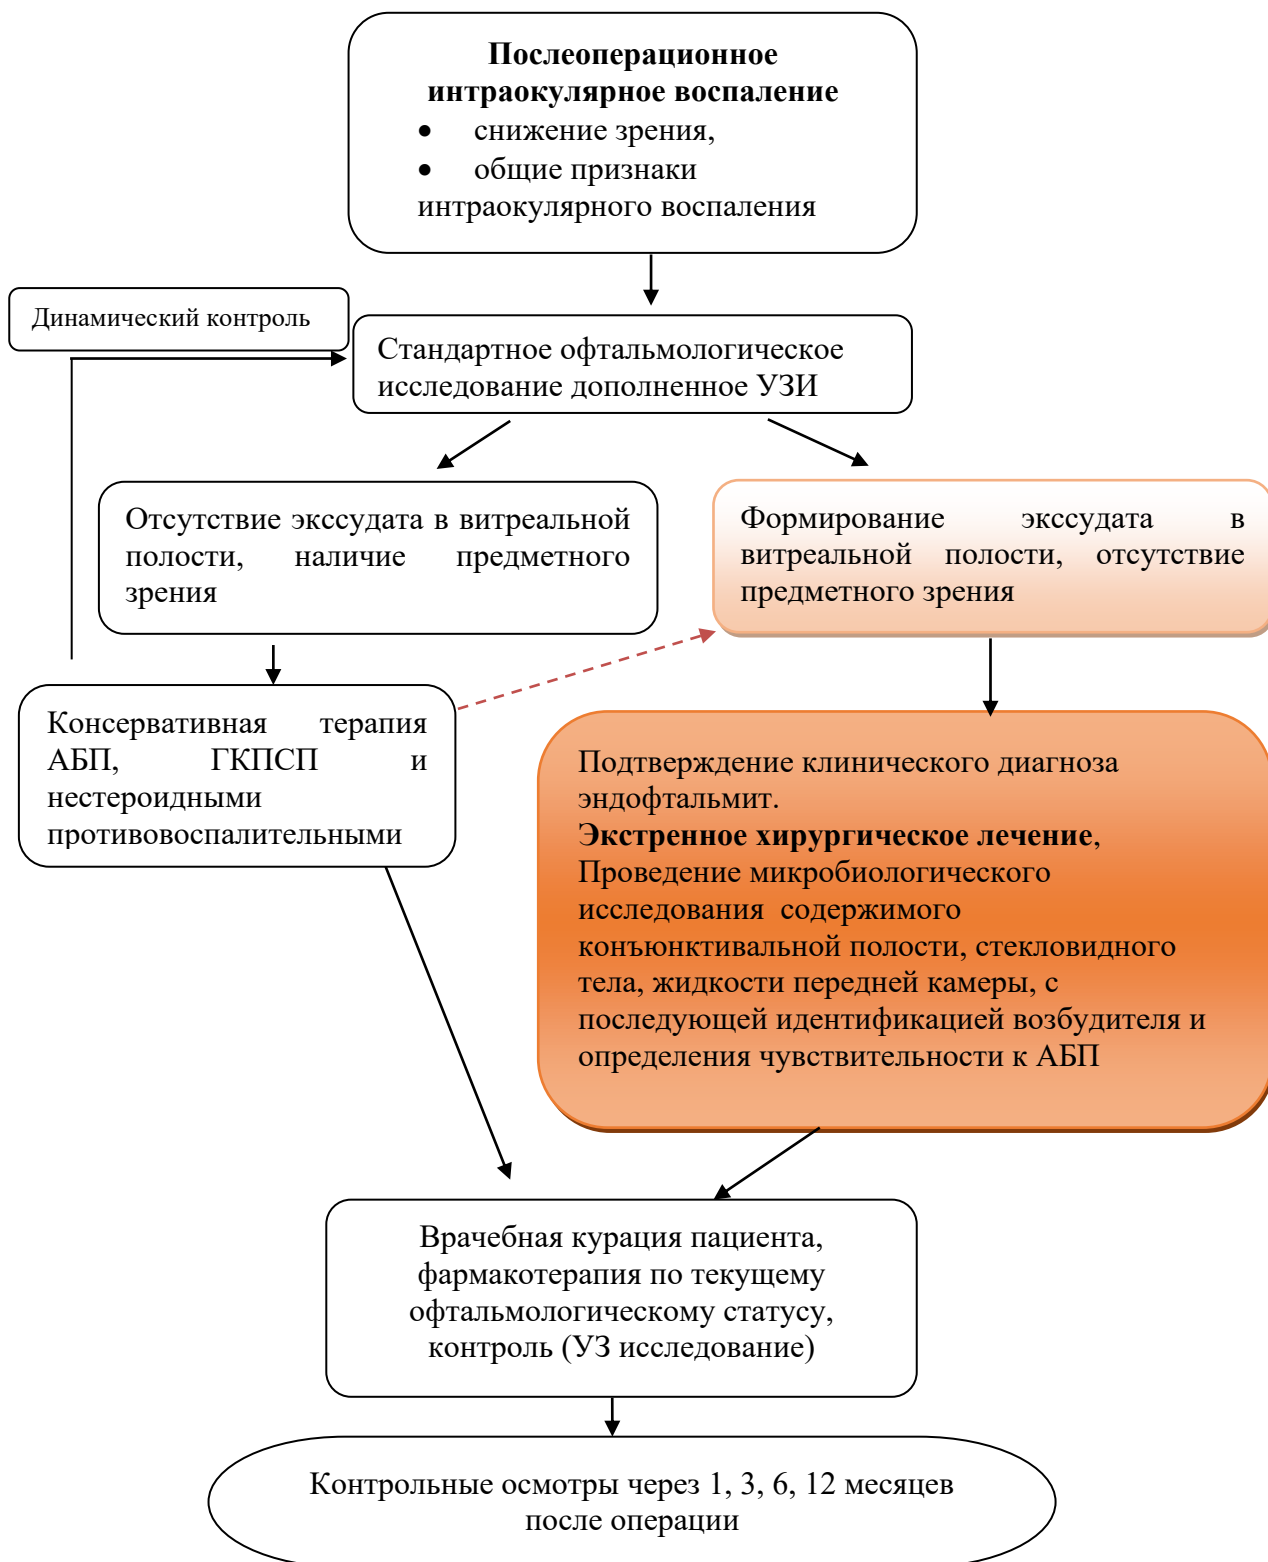 Послеоперационное
интраокулярное воспаление
• снижение зрения,
• общие признаки
интраокулярного воспаления
Динамический контроль
Стандартное офтальмологическое
исследование дополненное УЗИ
Отсутствие экссудата в витреальной
полости, наличие предметного
зрения
Формирование экссудата в
витреальной полости, отсутствие
предметного зрения
Консервативная терапия
АБП, ГКПСП и
нестероидными
противовоспалительными
Подтверждение клинического диагноза
эндофтальмит.
Экстренное хирургическое лечение,
Проведение микробиологического
исследования содержимого
конъюнктивальной полости, стекловидного
тела, жидкости передней камеры, с
последующей идентификацией возбудителя и
определения чувствительности к АБП
Врачебная курация пациента,
фармакотерапия по текущему
офтальмологическому статусу,
контроль (УЗ исследование)
Контрольные осмотры через 1, 3, 6, 12 месяцев
после операции